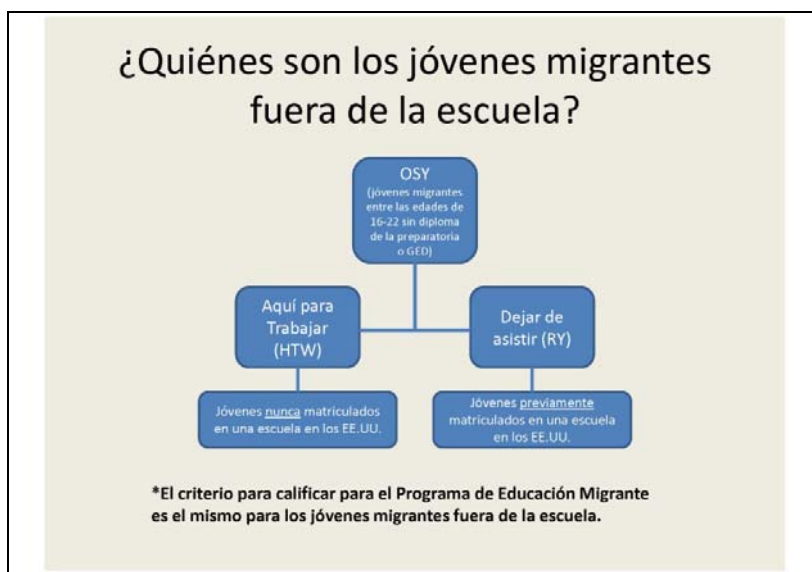 ¿Quiénes son los jóvenes migrantes
fuera de la escuela?
OSY
(jóvenes migrantes
entre las edades de
16-22 sin diploma
de la preparatoria
o GED)
Aquí para
Trabajar
(HTW)
Dejar de
asistir (RY)
Jóvenes nunca matriculados
en una escuela en los EE.UU.
Jóvenes previamente
matriculados en una escuela
en los EE.UU.
*El criterio para calificar para el Programa de Educación Migrante
es el mismo para los jóvenes migrantes fuera de la escuela.